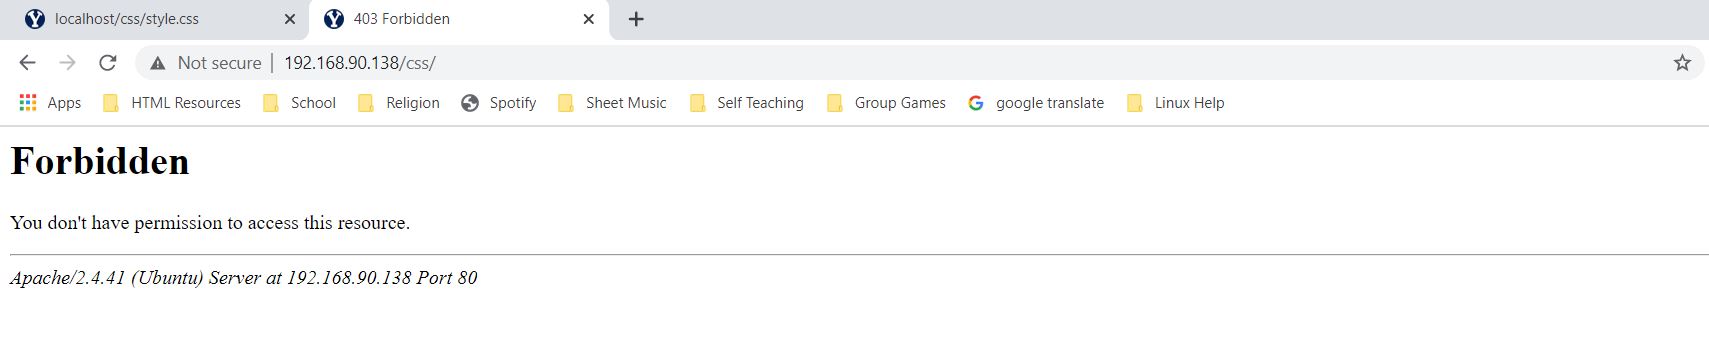 localhost/css/style.css 403 Forbidden
Not secure | 192.168.90.138/css/
Apps HTML Resources School Religion Spotify Sheet Music Self Teaching Group Games google translate Linux Help
Forbidden
You don't have permission to access this resource.
Apache/2.4.41 (Ubuntu) Server at 192.168.90.138 Port 80